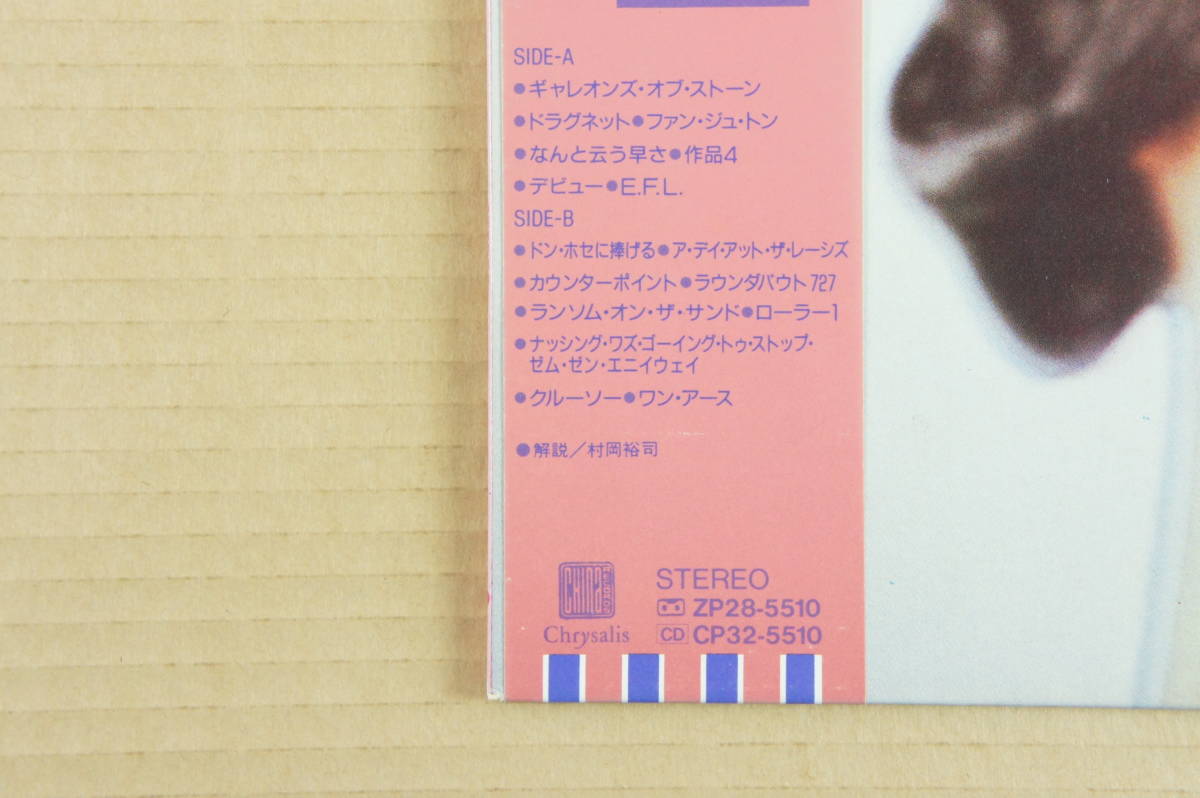 SIDE-A
●ギャレオンズ・オブ・ストーン
●ドラグネット●ファン・ジュ・トン
●なんと云う早さ●作品4
●デビュー●E.F.L.
SIDE-B
●ドン・ホセに捧げる●ア・デイ・アット・ザ・レーシズ
●カウンターポイント●ラウンダバウト727
●ランソム・オン・ザ・サンド●ローラー1
●ナッシング・ワズ・ゴーイング・トゥ・ストップ・
ゼム・ゼン・エニイウェイ
●クルーソー●ワン・アース
●解説/村岡裕司
CHINA RECORDS
Chrysalis
STEREO
ZP28-5510
CD CP32-5510